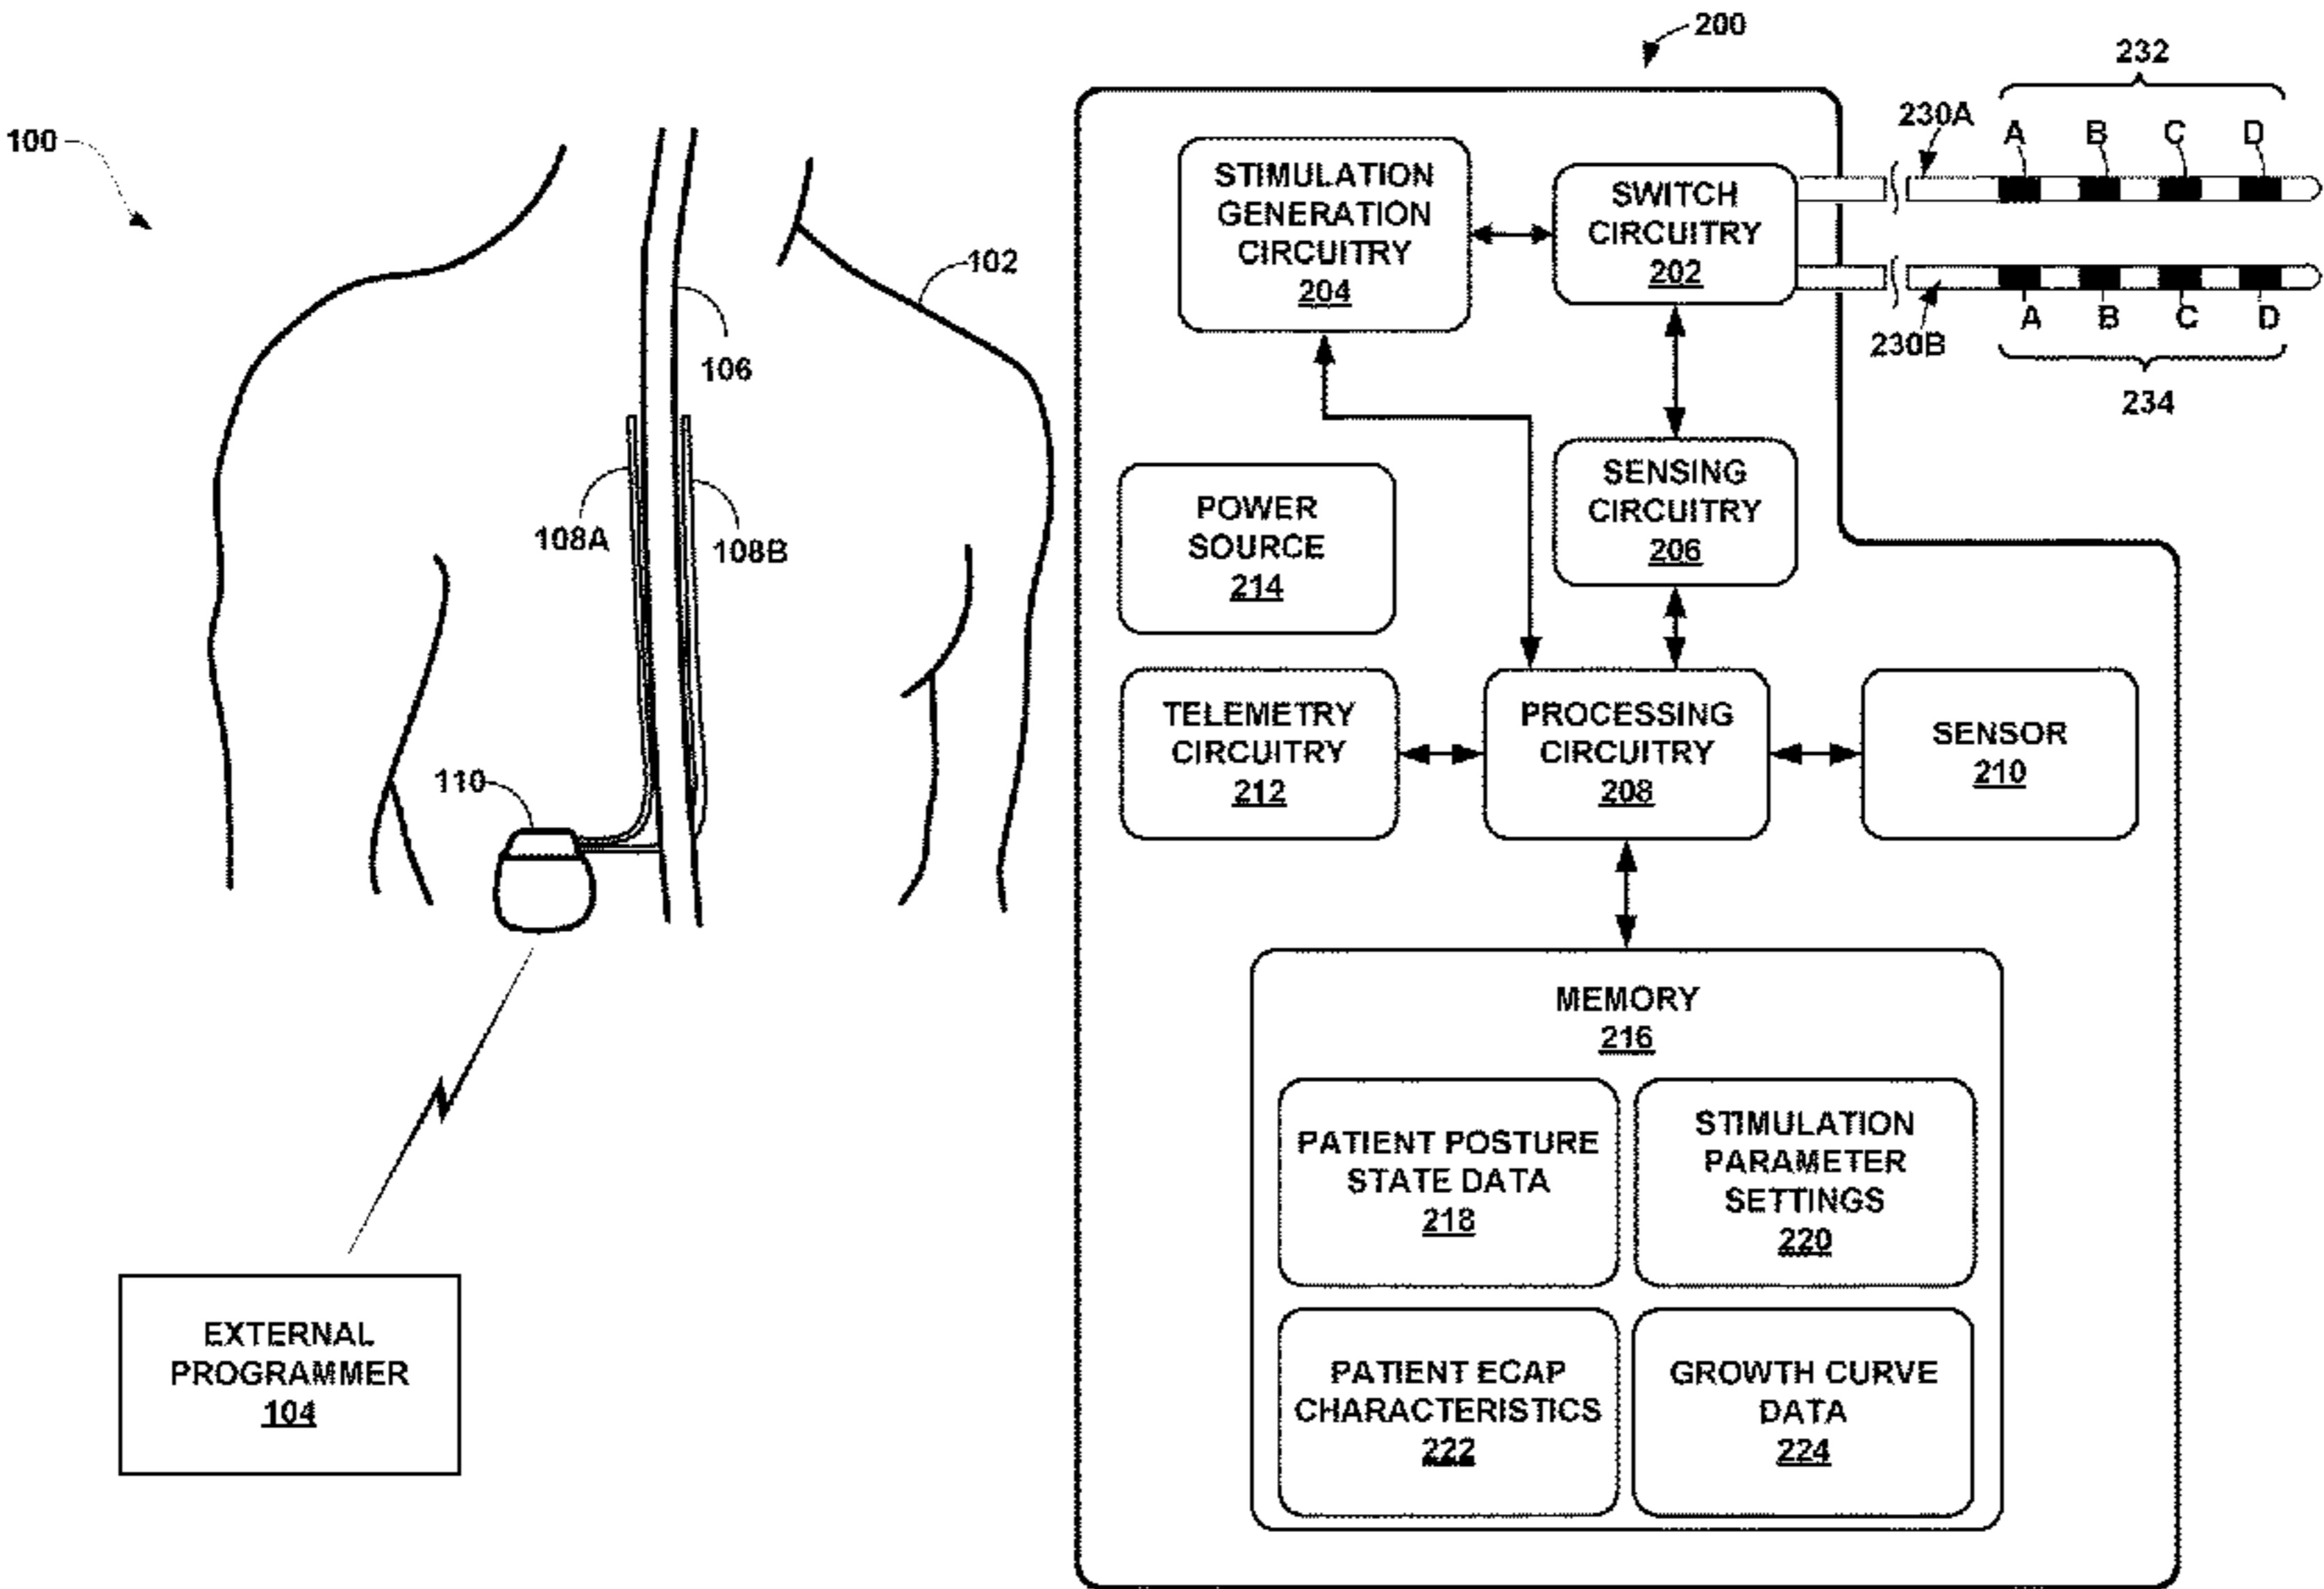 100
102
106
108A
108B
110
EXTERNAL
PROGRAMMER
104
200
232
230A
A B C D
A B C D
230B
234
STIMULATION
GENERATION
CIRCUITRY
204
SWITCH
CIRCUITRY
202
SENSING
CIRCUITRY
206
POWER
SOURCE
214
TELEMETRY
CIRCUITRY
212
PROCESSING
CIRCUITRY
208
SENSOR
210
MEMORY
216
PATIENT POSTURE
STATE DATA
218
STIMULATION
PARAMETER
SETTINGS
220
PATIENT ECAP
CHARACTERISTICS
222
GROWTH CURVE
DATA
224